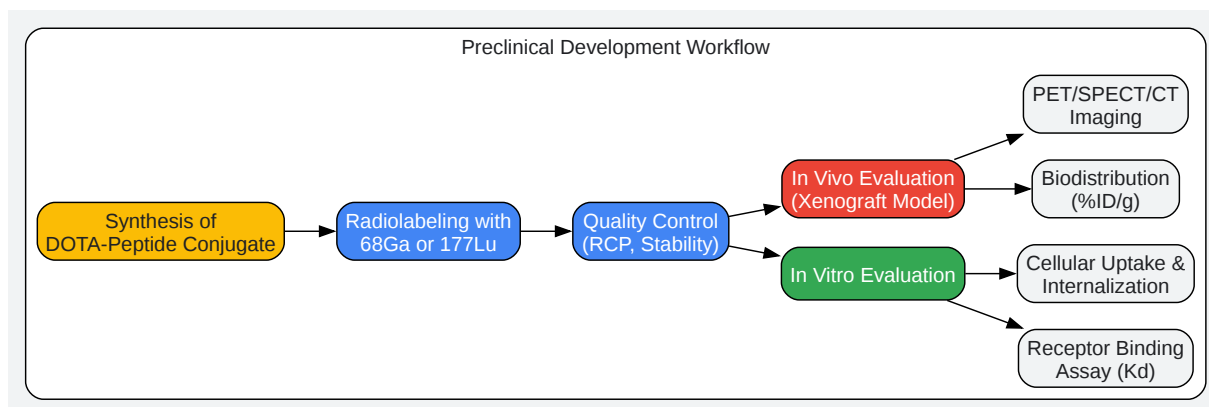 Preclinical Development Workflow
Synthesis of
DOTA-Peptide Conjugate
Radiolabeling with
68Ga or 177Lu
Quality Control
(RCP, Stability)
In Vivo Evaluation
(Xenograft Model)
In Vitro Evaluation
PET/SPECT/CT
Imaging
Biodistribution
(%ID/g)
Cellular Uptake &
Internalization
Receptor Binding
Assay (Kd)